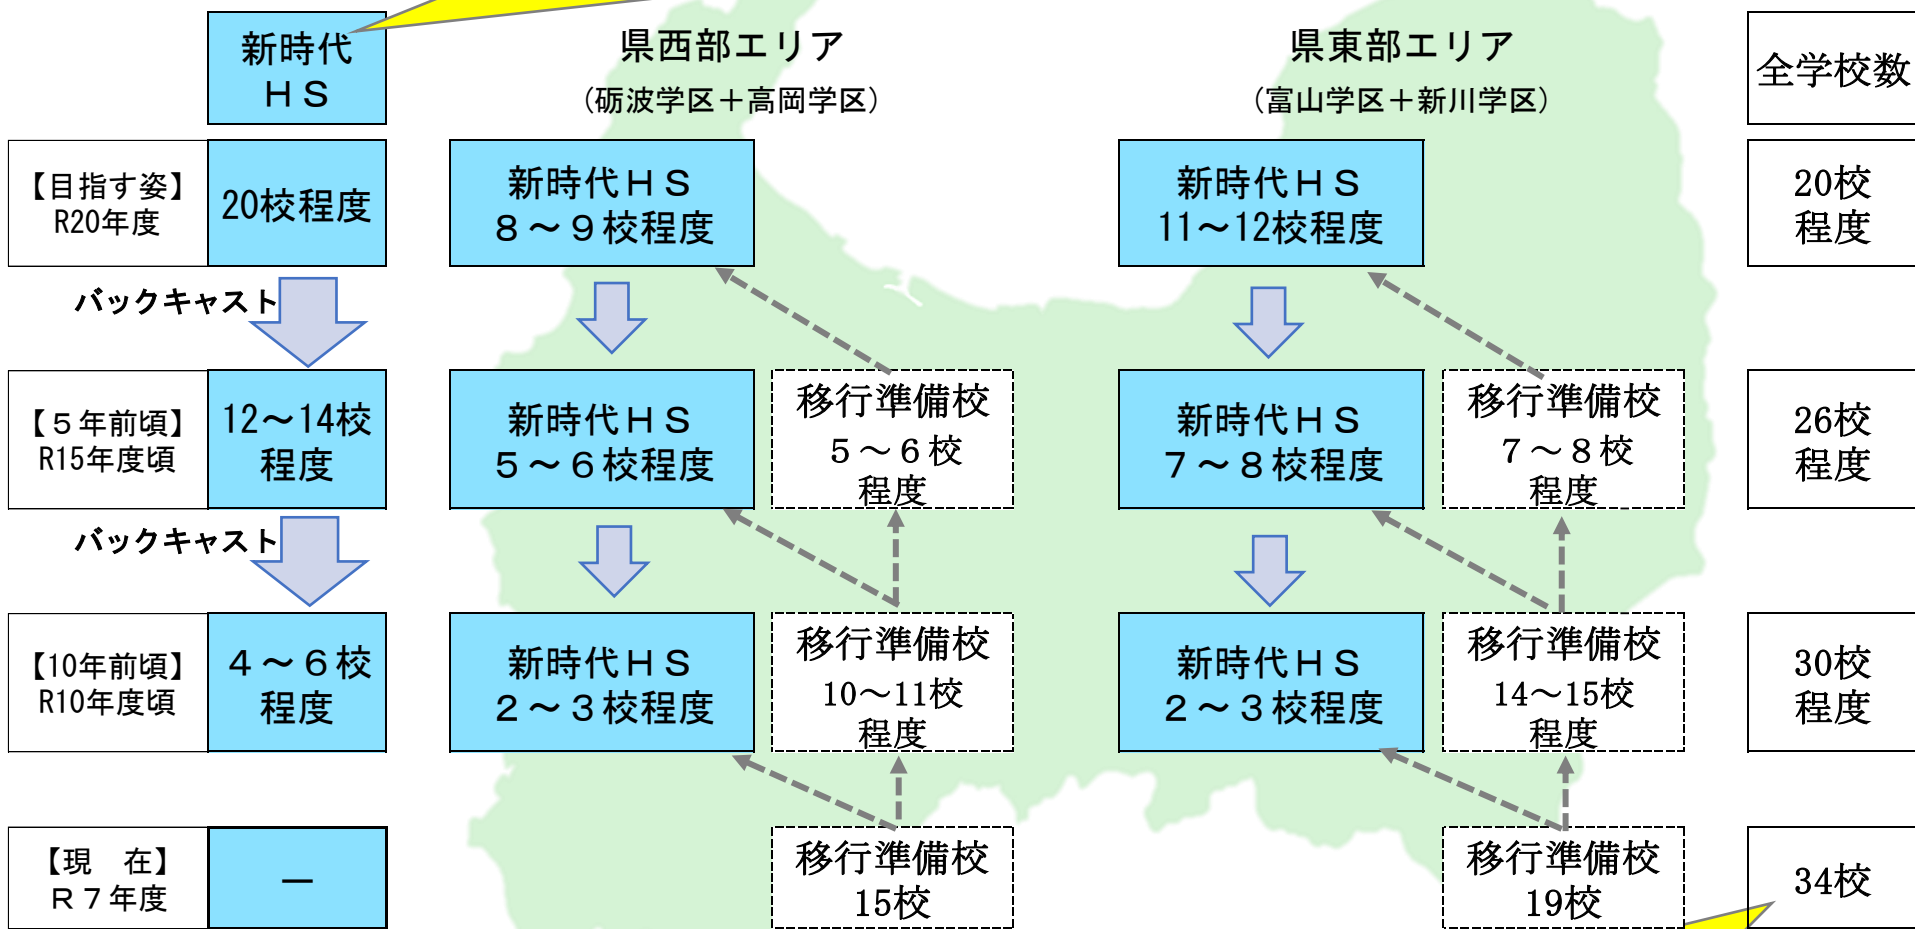 新時代
ＨＳ
県西部エリア
（砺波学区＋高岡学区）
県東部エリア
（富山学区＋新川学区）
全学校数
【目指す姿】
R20年度
20校程度
新時代ＨＳ
８～９校程度
新時代ＨＳ
11～12校程度
20校
程度
バックキャスト
【５年前頃】
R15年度頃
12～14校
程度
新時代ＨＳ
５～６校程度
移行準備校
５～６校
程度
新時代ＨＳ
７～８校程度
移行準備校
７～８校
程度
26校
程度
バックキャスト
【10年前頃】
R10年度頃
４～６校
程度
新時代ＨＳ
２～３校程度
移行準備校
10～11校
程度
新時代ＨＳ
２～３校程度
移行準備校
14～15校
程度
30校
程度
【現　在】
Ｒ７年度
－
移行準備校
15校
移行準備校
19校
34校